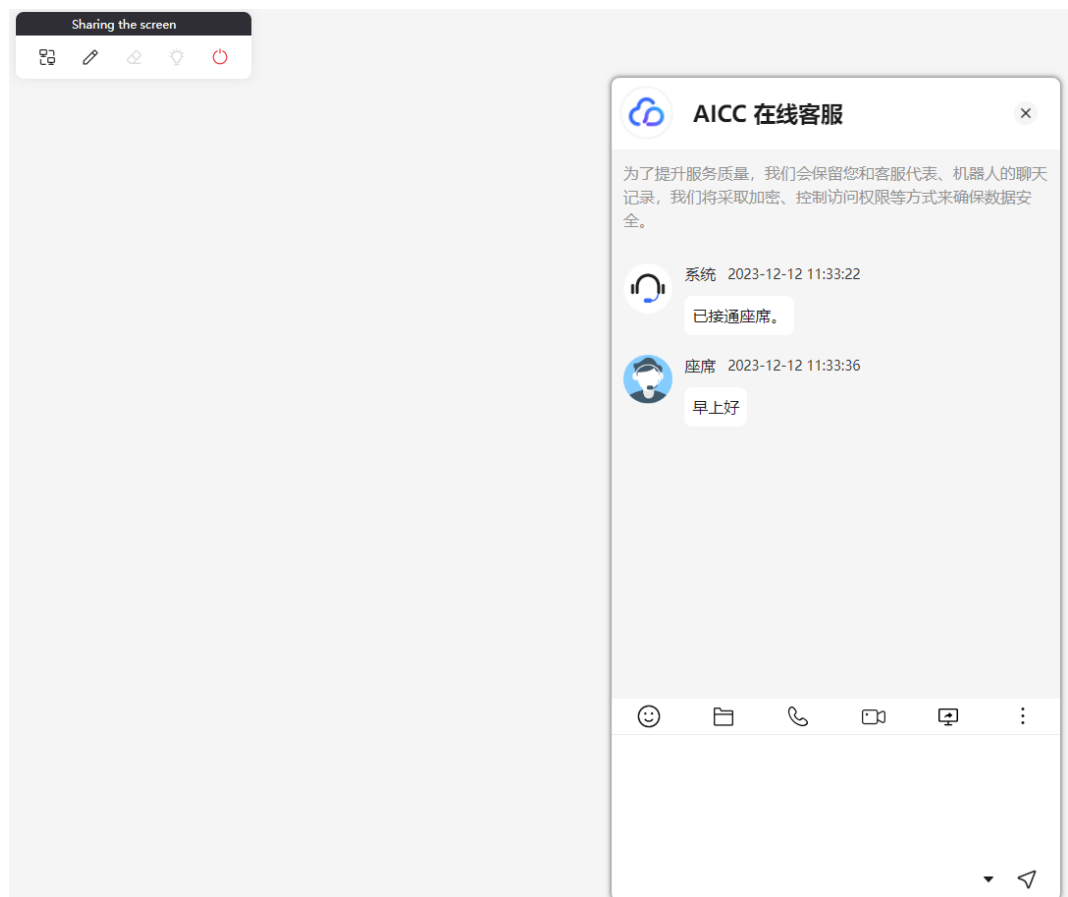 Sharing the screen
AICC 在线客服
为了提升服务质量，我们会保留您和客服代表、机器人的聊天
记录，我们将采取加密、控制访问权限等方式来确保数据安
全。
系统 2023-12-12 11:33:22
已接通座席。
座席 2023-12-12 11:33:36
早上好